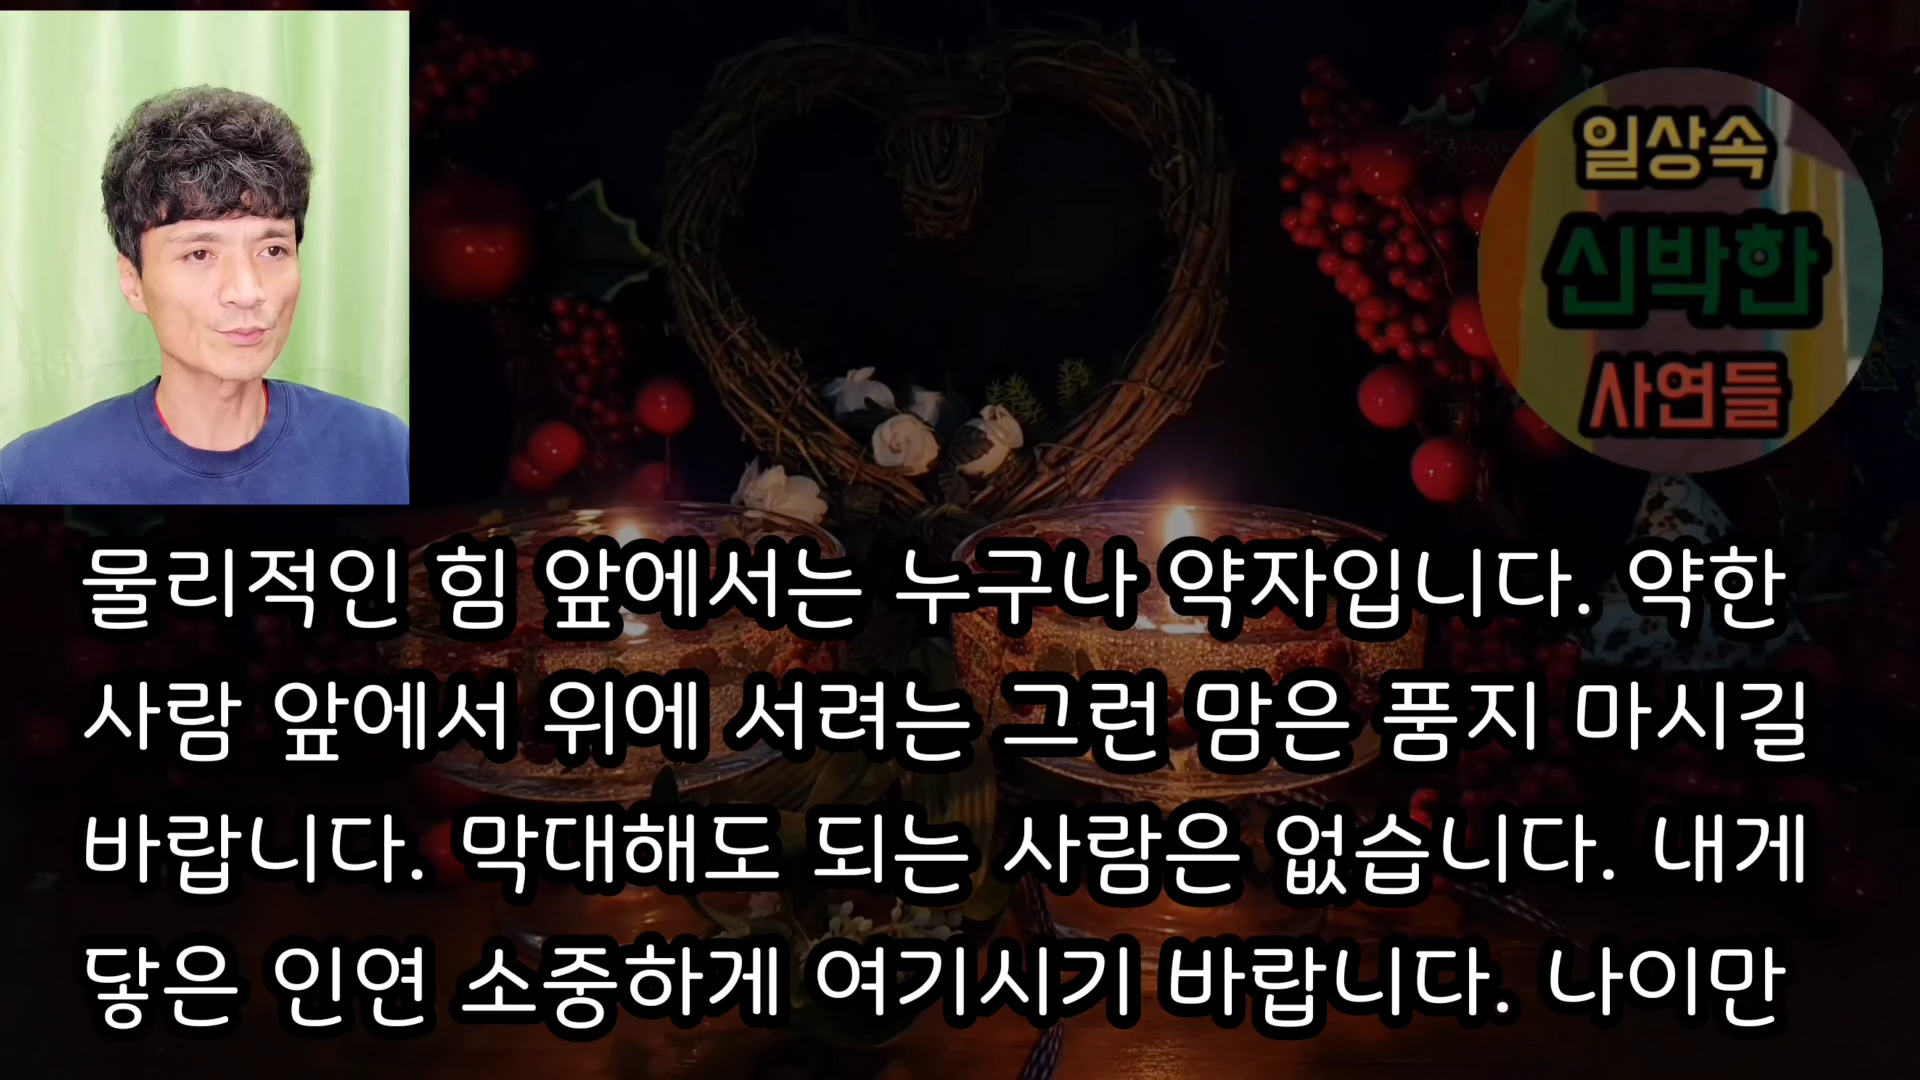 일상속
신박한
사연들
물리적인 힘 앞에서는 누구나 약자입니다. 약한
사람 앞에서 위에 서려는 그런 맘은 품지 마시길
바랍니다. 막대해도 되는 사람은 없습니다. 내게
닿은 인연 소중하게 여기시기 바랍니다. 나이만